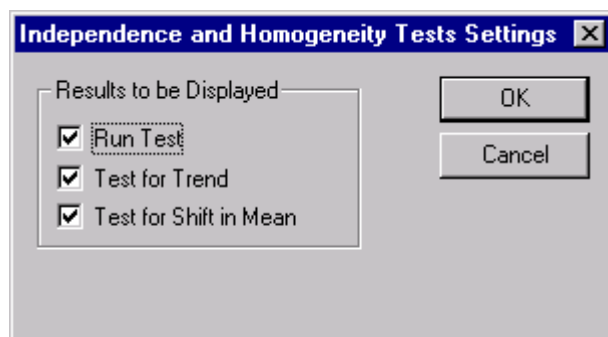 Independence and Homogeneity Tests Settings
Results to be Displayed
Run Test
Test for Trend
Test for Shift in Mean
OK
Cancel